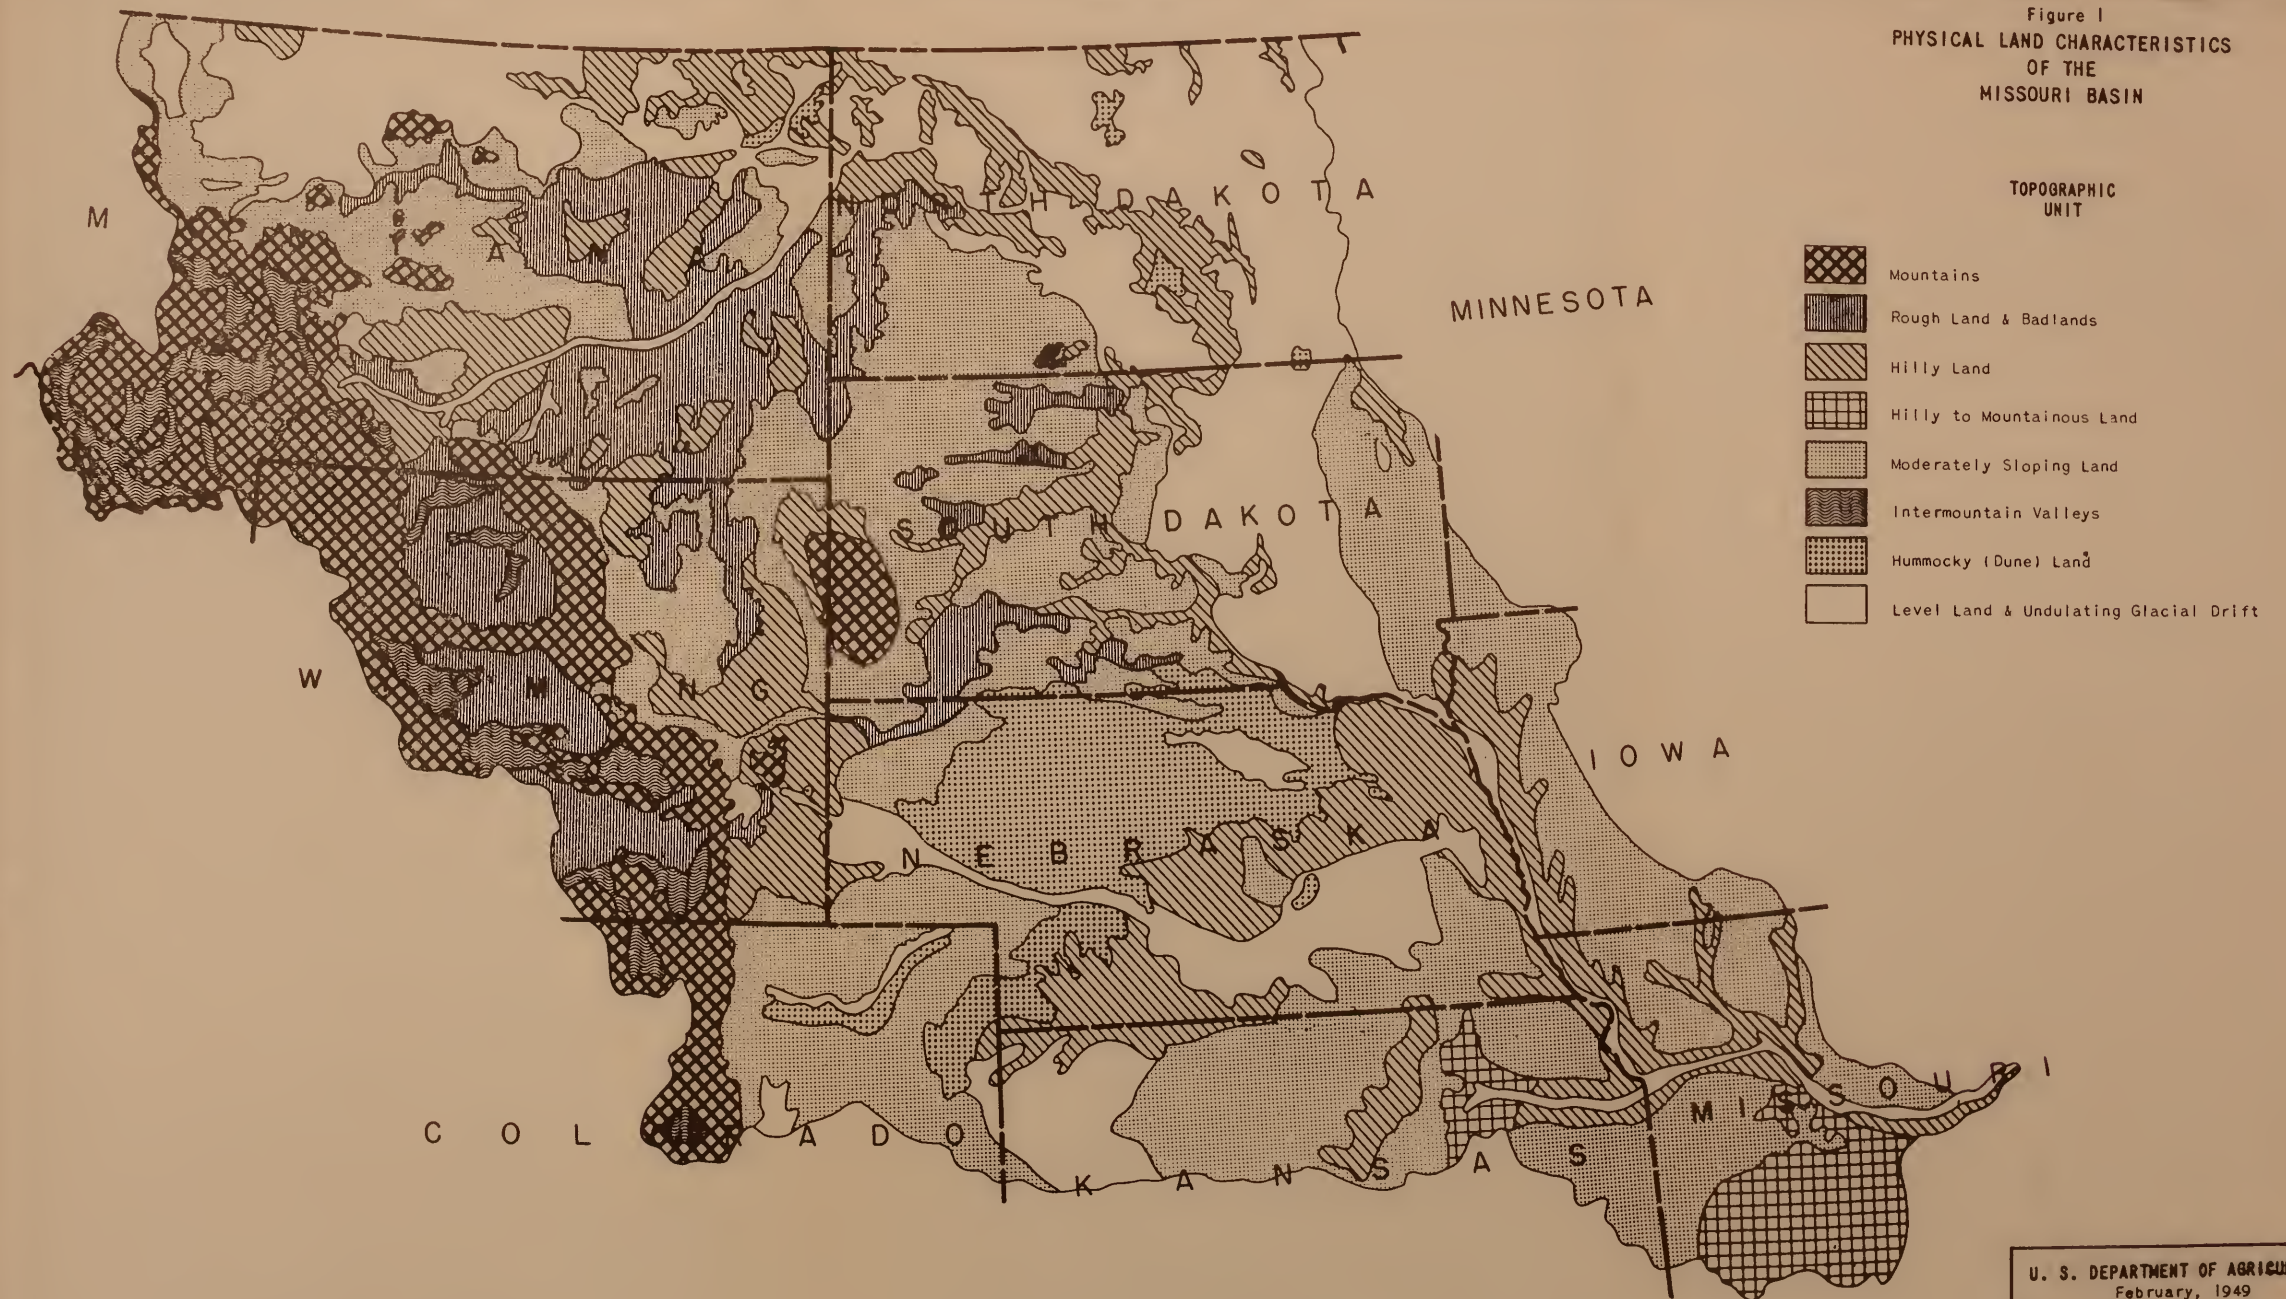 Figure 1
PHYSICAL LAND CHARACTERISTICS
OF THE
MISSOURI BASIN
TOPOGRAPHIC
UNIT
Mountains
Rough Land & Badlands
Hilly Land
Hilly to Mountainous Land
Moderately Sloping Land
Intermountain Valleys
Hummocky (Dune) Land
Level Land & Undulating Glacial Drift
NORTH DAKOTA
MINNESOTA
SOUTH DAKOTA
IOWA
NEBRASKA
MISSOURI
KANSAS
U. S. DEPARTMENT OF
February, 1949